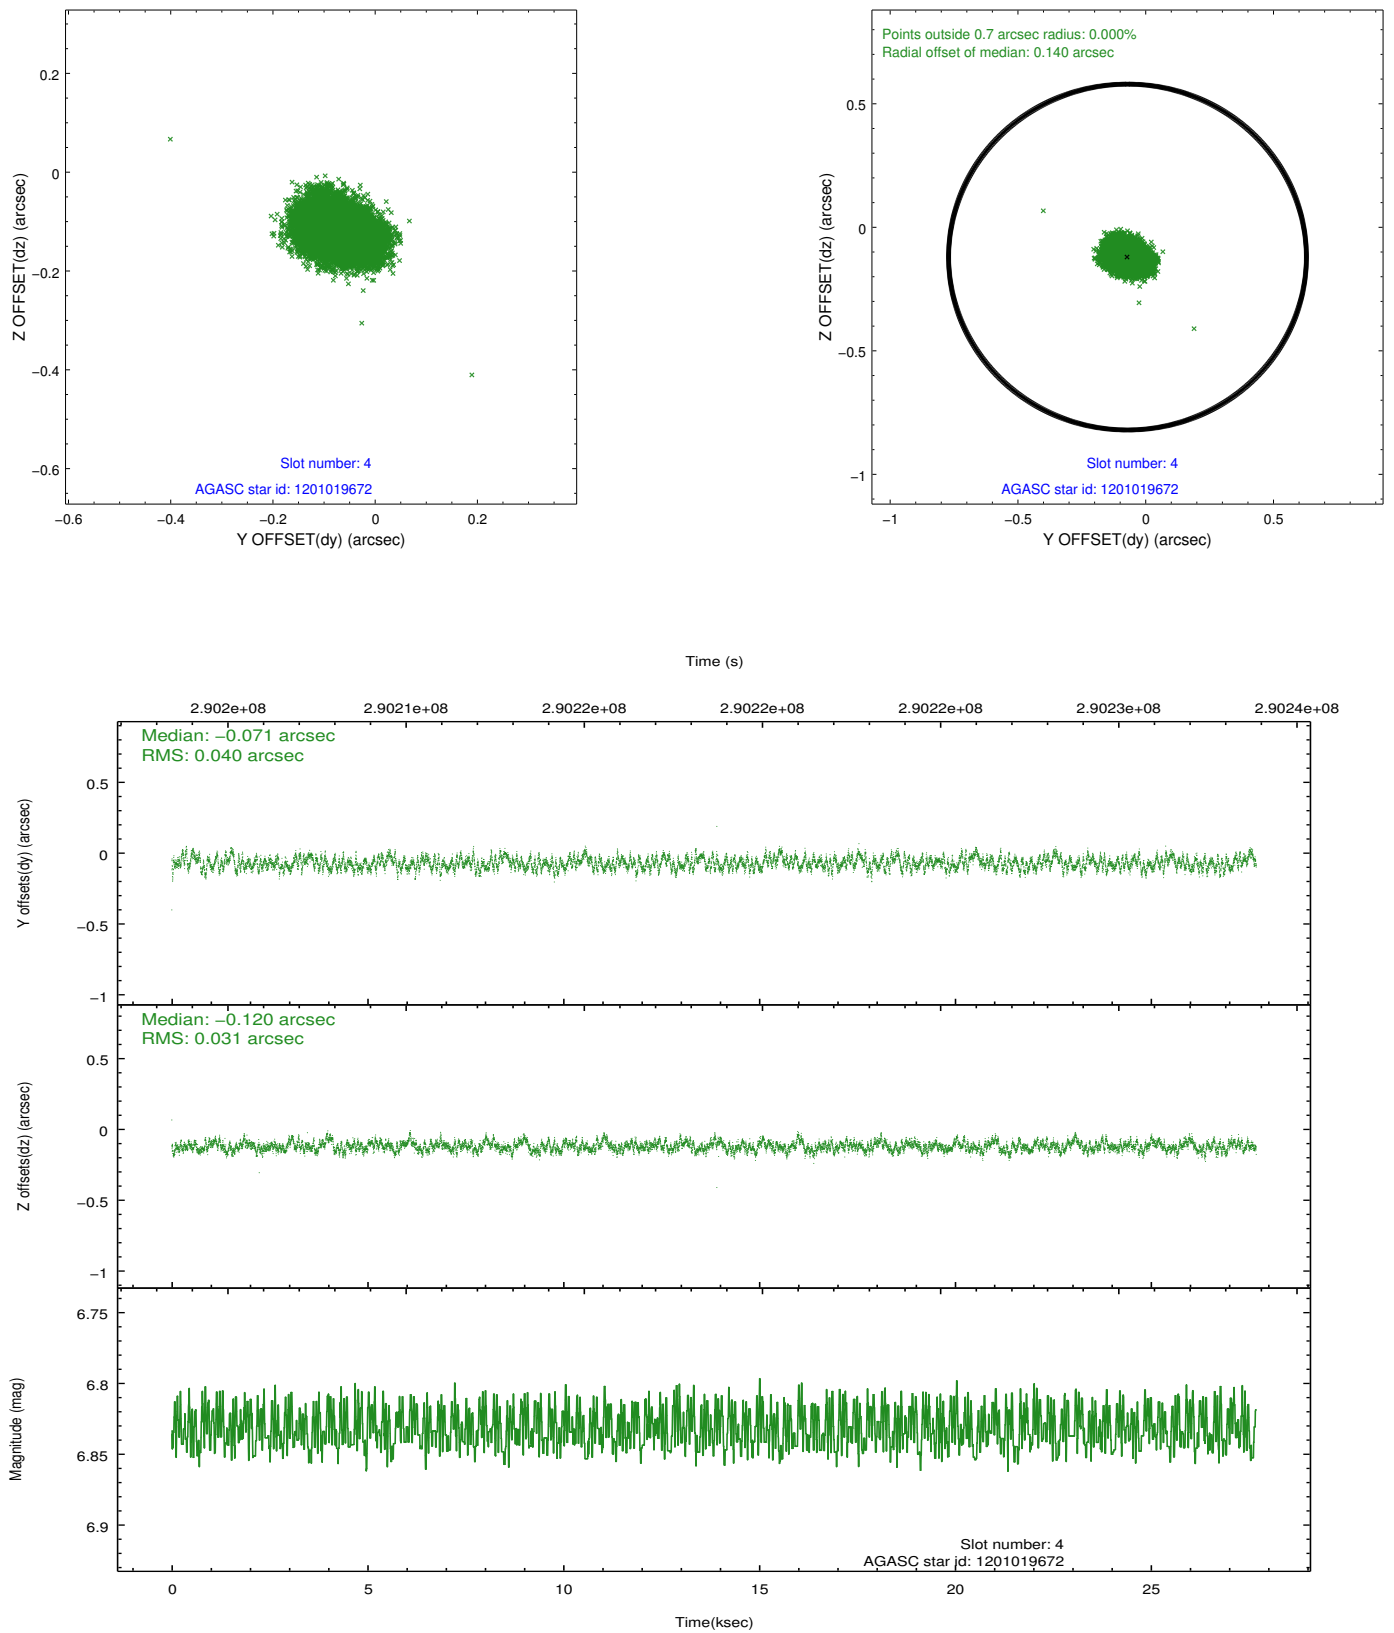 0.2
0
−0.2
−0.4
−0.6
Z OFFSET(dz) (arcsec)
Slot number: 4
AGASC star id: 1201019672
−0.6
−0.4
−0.2
0
0.2
Y OFFSET(dy) (arcsec)
Points outside 0.7 arcsec radius: 0.000%
Radial offset of median: 0.140 arcsec
0.5
0
−0.5
−1
Z OFFSET(dz) (arcsec)
Slot number: 4
AGASC star id: 1201019672
−1
−0.5
0
0.5
Y OFFSET(dy) (arcsec)
Time (s)
2.902e+08
2.9021e+08
2.9022e+08
2.9022e+08
2.9022e+08
2.9023e+08
2.9024e+08
Median: −0.071 arcsec
RMS: 0.040 arcsec
0.5
0
−0.5
−1
Y offsets(dy) (arcsec)
Median: −0.120 arcsec
RMS: 0.031 arcsec
0.5
0
−0.5
−1
Z offsets(dz) (arcsec)
6.75
6.8
6.85
6.9
Magnitude (mag)
Slot number: 4
AGASC star id: 1201019672
0
5
10
15
20
25
Time(ksec)